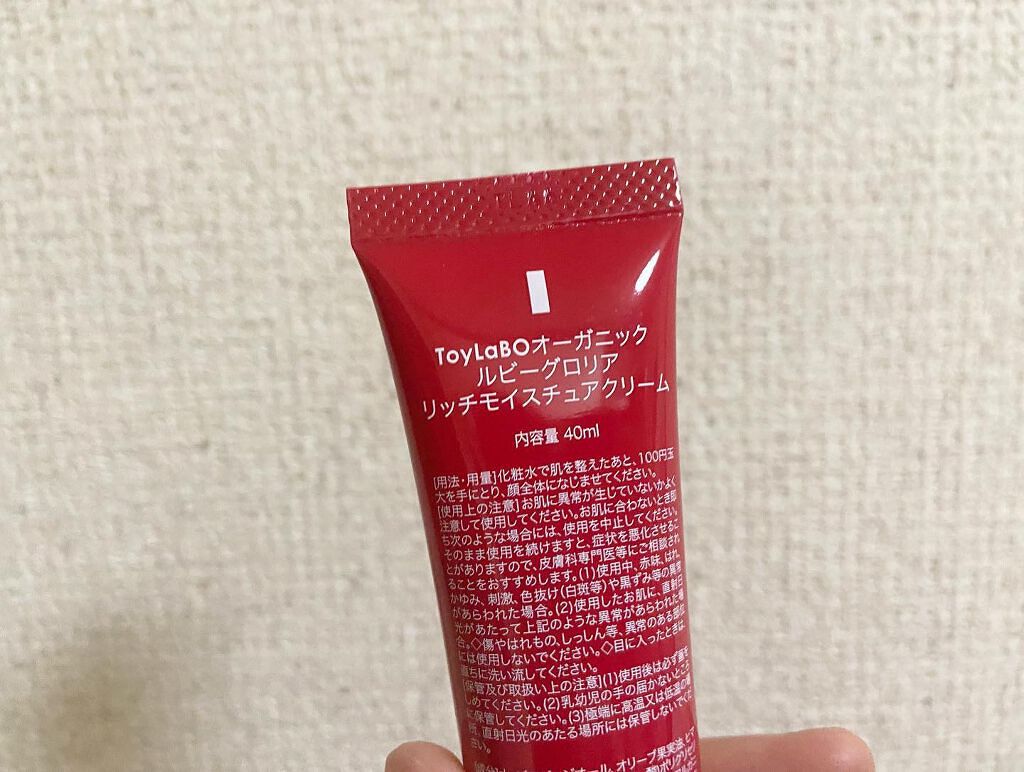 ToyLaBOオーガニック
ルビーグロリア
リッチモイスチュアクリーム
内容量 40ml
[用法・用量]化粧水で肌を整えたあと、100円玉
大を手にとり、顔全体になじませてください。
[使用上の注意]お肌に異常が生じていないかよく
注意して使用してください。お肌に合わないとき即
ち次のような場合には、使用を中止してください。
そのまま使用を続けますと、症状を悪化させるこ
とがありますので、皮膚科専門医等にご相談され
ることをおすすめします。(1)使用中、赤味、はれ、
かゆみ、刺激、色抜け(白斑等)や黒ずみ等の異常
があらわれた場合。(2)使用したお肌に、直射日
光があたって上記のような異常があらわれた場
合。◇傷やはれもの、しっしん等、異常のある部位
には使用しないでください。◇目に入ったときは、
直ちに洗い流してください。
[保管及び取扱い上の注意](1)使用後は必ず蓋を
しめてください。(2)乳幼児の手の届かないところ
に保管してください。(3)極端に高温又は低温の場
所、直射日光のあたる場所には保管しないでくだ
さい。
オリーブ果実油、ヒマ